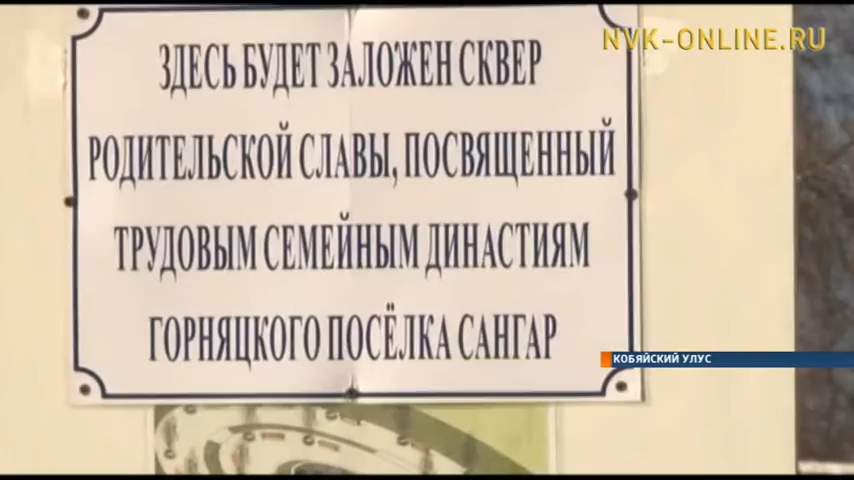 NVK-ONLINE.RU
ЗДЕСЬ БУДЕТ ЗАЛОЖЕН СКВЕР
РОДИТЕЛЬСКОЙ СЛАВЫ, ПОСВЯЩЕННЫЙ
ТРУДОВЫМ СЕМЕЙНЫМ ДИНАСТИЯМ
ГОРНЯЦКОГО ПОСЁЛКА САНГАР
КОБЯЙСКИЙ УЛУС